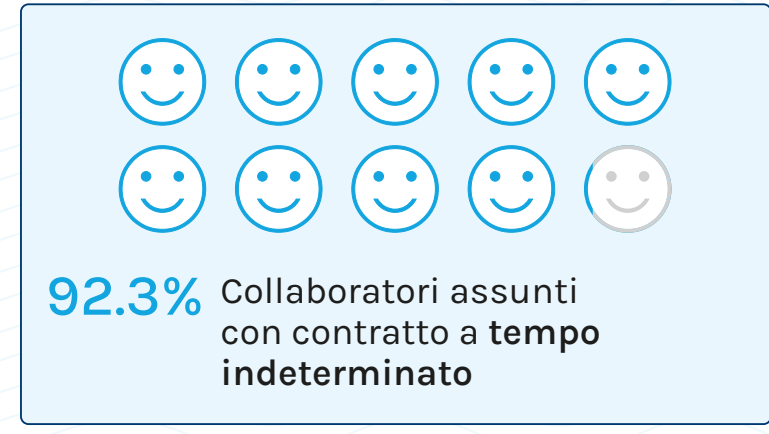 92.3% Collaboratori assunti
con contratto a tempo
indeterminato